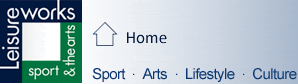 Leisureworks
sport
& the arts
Home
Sport · Arts · Lifestyle · Culture